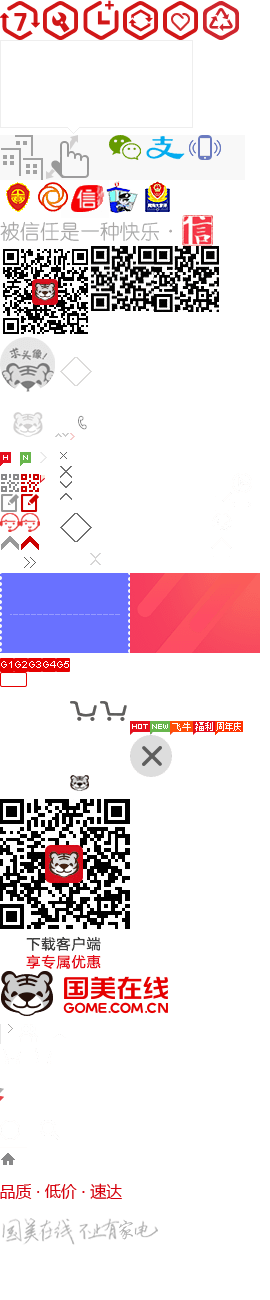 7
信
被信任是一种快乐 · 信
H N
G1G2G3G4G5
HOT NEW 飞牛 福利 周年庆
下载客户端
享专属优惠
国美在线
GOME.COM.CN
品质 · 低价 · 速达
国美在线 不止有家电